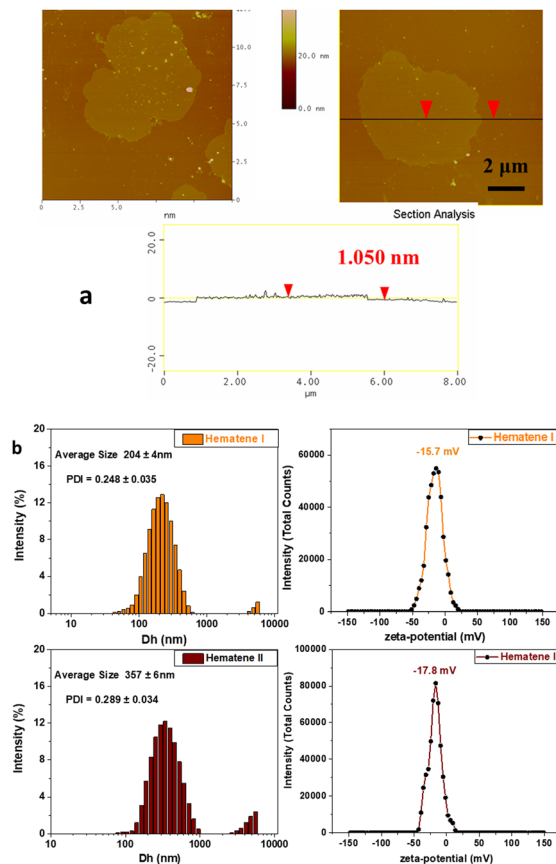 12.5
10.0
7.5
5.0
2.5
0
0
5.0
nm
20.0 nm
0.0 nm
2 μm
Section Analysis
20.0
0
-20.0
1.050 nm
0
2.00
4.00
6.00
8.00
μm
a
b
Hematene I
Average Size 204 ± 4nm
PDI = 0.248 ± 0.035
Intensity (%)
20
16
12
8
4
0
10
100
1000
10000
Dh (nm)
Hematene I
-15.7 mV
Intensity (Total Counts)
60000
40000
20000
0
-150
-100
-50
0
50
100
150
zeta-potential (mV)
Hematene II
Average Size 357 ± 6nm
PDI = 0.289 ± 0.034
Intensity (%)
20
16
12
8
4
0
10
100
1000
10000
Dh (nm)
Hematene I
-17.8 mV
Intensity (Total Counts)
100000
80000
60000
40000
20000
0
-150
-100
-50
0
50
100
150
zeta-potential (mV)